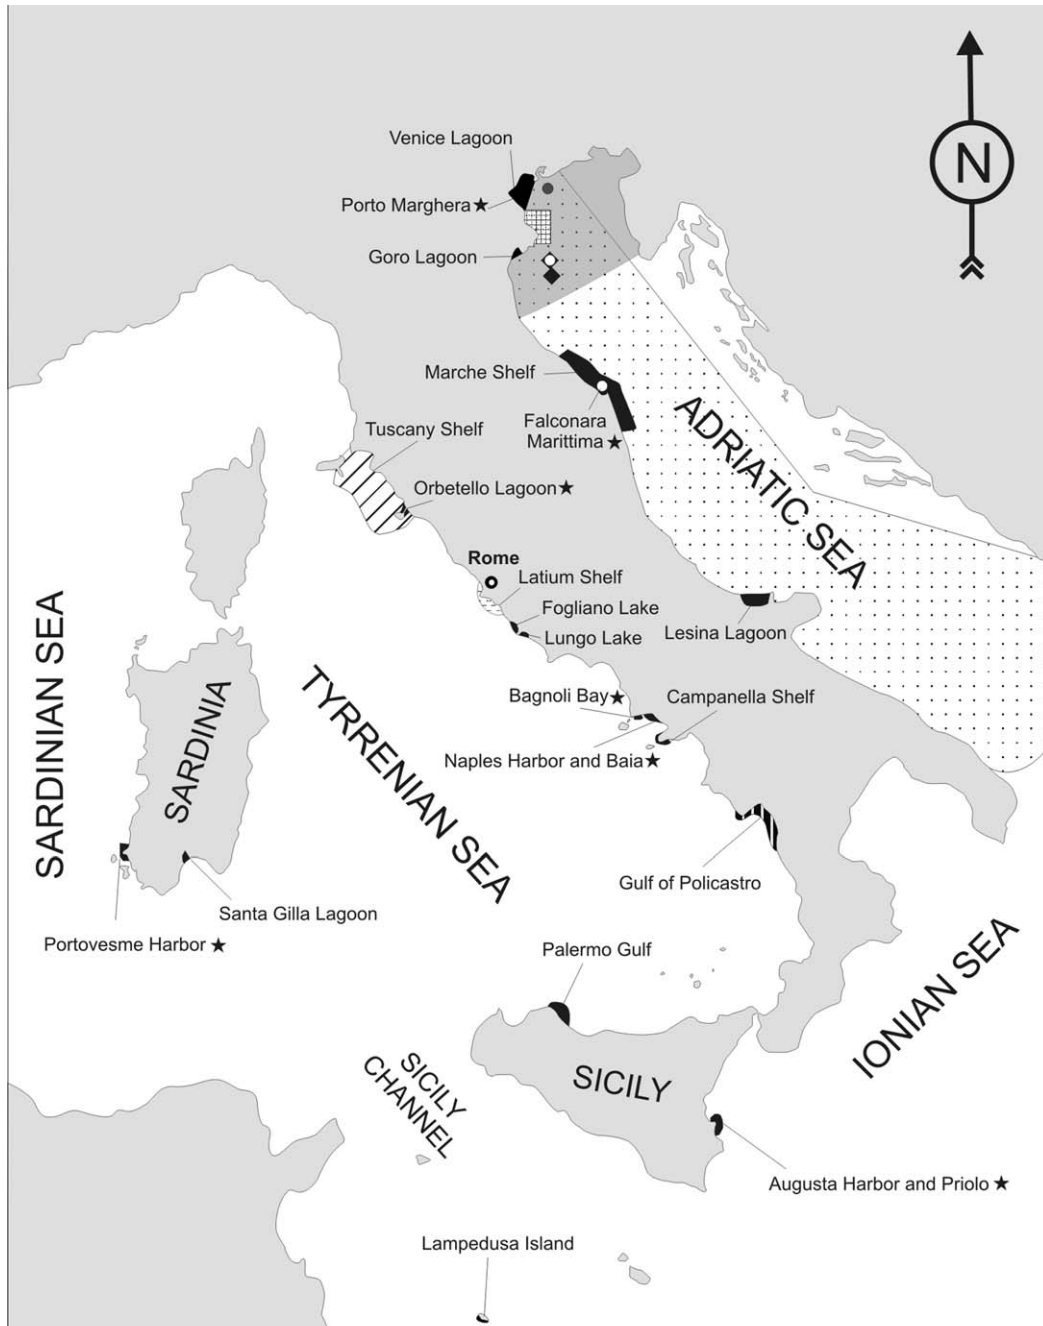 N
Venice Lagoon
Porto Marghera ★
Goro Lagoon
Marche Shelf
Falconara
Marittima ★
Tuscany Shelf
Orbetello Lagoon ★
ADRIATIC SEA
Rome
Latium Shelf
Fogliano Lake
Lungo Lake
Lesina Lagoon
Bagnoli Bay ★
Campanella Shelf
Naples Harbor and Baia ★
SARDINIAN SEA
SARDINIA
TYRRENIAN SEA
Gulf of Policastro
Santa Gilla Lagoon
Portovesme Harbor ★
Palermo Gulf
IONIAN SEA
SICILY
CHANNEL
SICILY
Augusta Harbor and Priolo ★
Lampedusa Island